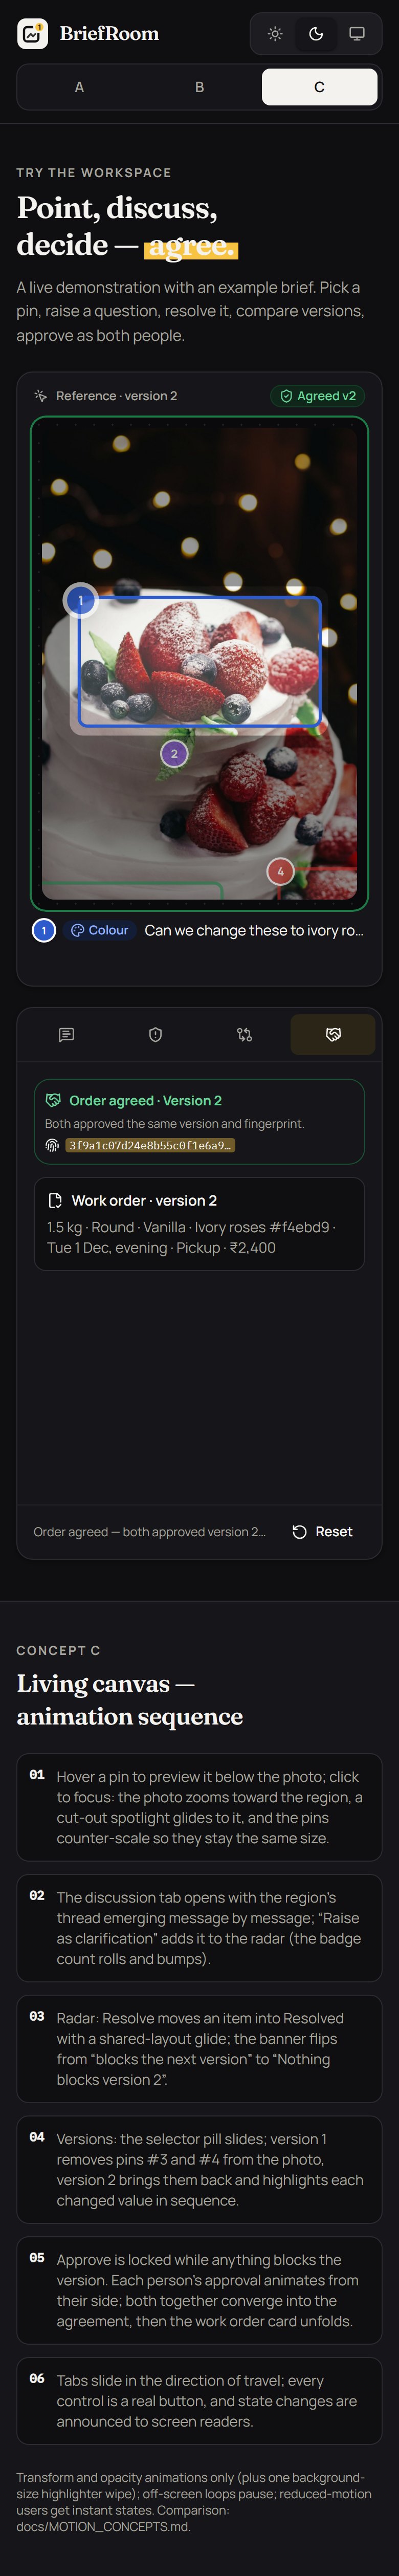 BriefRoom
A
B
C
TRY THE WORKSPACE
Point, discuss,
decide — agree.
A live demonstration with an example brief. Pick a
pin, raise a question, resolve it, compare versions,
approve as both people.
Reference · version 2
Agreed v2
1
2
4
1 Colour Can we change these to ivory ro...
Order agreed · Version 2
Both approved the same version and fingerprint.
3f9a1c07d24e8b55c0f1e6a9…
Work order · version 2
1.5 kg · Round · Vanilla · Ivory roses #f4ebd9 ·
Tue 1 Dec, evening · Pickup · ₹2,400
Order agreed — both approved version 2...
Reset
CONCEPT C
Living canvas —
animation sequence
01 Hover a pin to preview it below the photo; click
to focus: the photo zooms toward the region, a
cut-out spotlight glides to it, and the pins
counter-scale so they stay the same size.
02 The discussion tab opens with the region's
thread emerging message by message; “Raise
as clarification” adds it to the radar (the badge
count rolls and bumps).
03 Radar: Resolve moves an item into Resolved
with a shared-layout glide; the banner flips
from “blocks the next version” to “Nothing
blocks version 2”.
04 Versions: the selector pill slides; version 1
removes pins #3 and #4 from the photo,
version 2 brings them back and highlights each
changed value in sequence.
05 Approve is locked while anything blocks the
version. Each person's approval animates from
their side; both together converge into the
agreement, then the work order card unfolds.
06 Tabs slide in the direction of travel; every
control is a real button, and state changes are
announced to screen readers.
Transform and opacity animations only (plus one background-
size highlighter wipe); off-screen loops pause; reduced-motion
users get instant states. Comparison:
docs/MOTION_CONCEPTS.md.